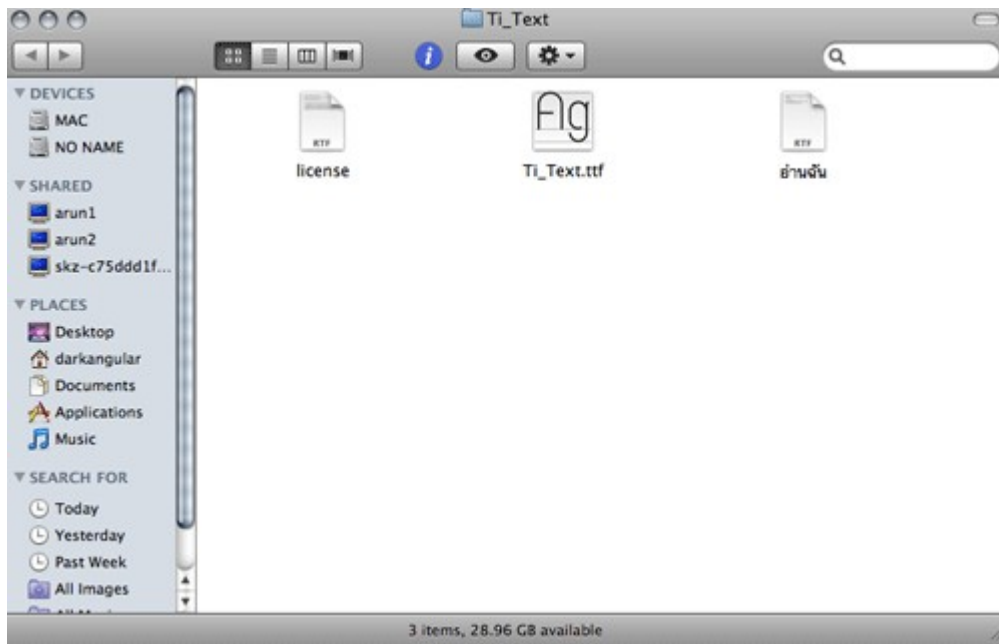 Ti_Text
DEVICES
MAC
NO NAME
SHARED
arun1
arun2
skz-c75ddd1f...
PLACES
Desktop
darkangular
Documents
Applications
Music
SEARCH FOR
Today
Yesterday
Past Week
All Images
RTF
license
Ag
Ti_Text.ttf
RTF
อ่านฉัน
3 items, 28.96 GB available